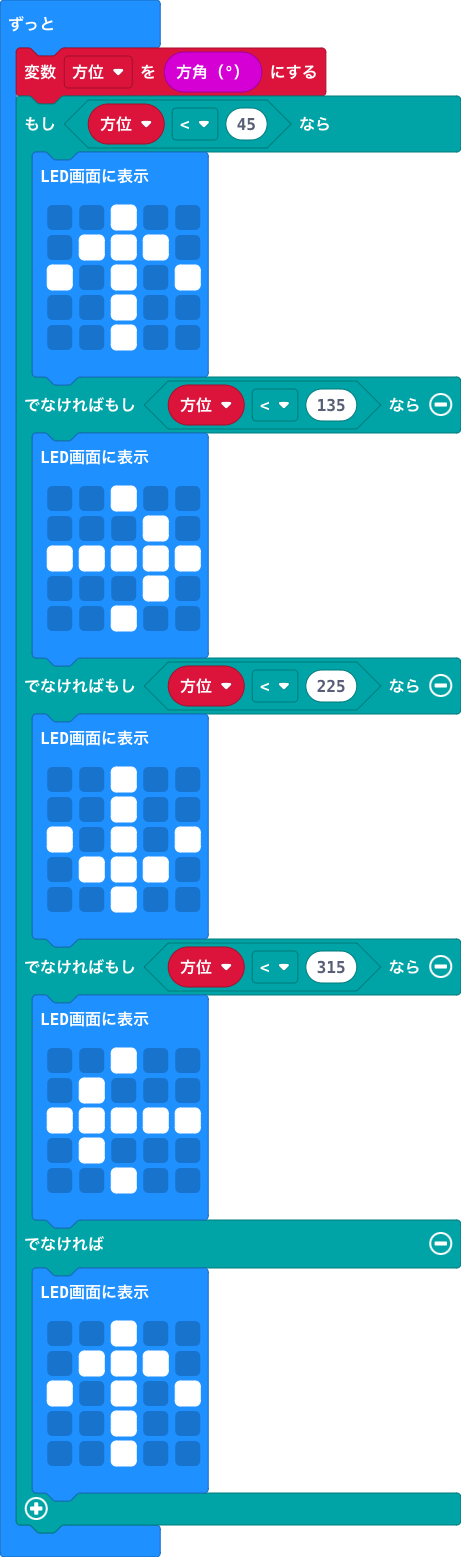 ずっと
変数 方位 を 方角 (°) にする
もし 方位 < 45 なら
LED画面に表示
でなければもし 方位 < 135 なら
LED画面に表示
でなければもし 方位 < 225 なら
LED画面に表示
でなければもし 方位 < 315 なら
LED画面に表示
でなければ
LED画面に表示